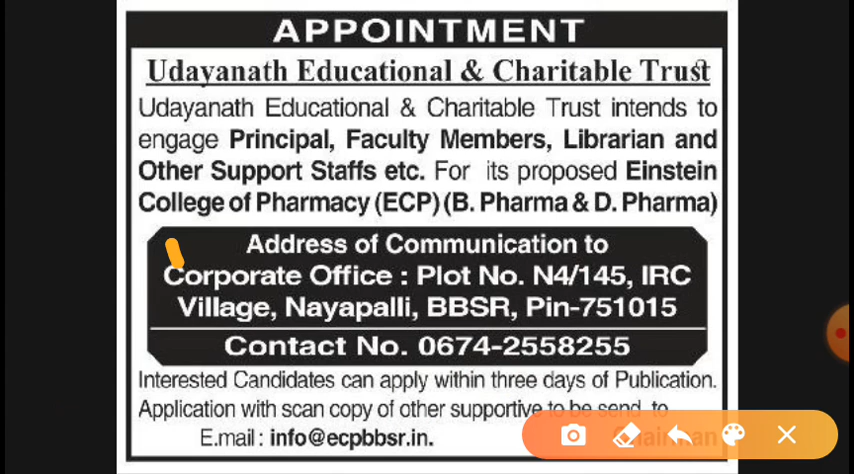 APPOINTMENT
Udayanath Educational & Charitable Trust
Udayanath Educational & Charitable Trust intends to
engage Principal, Faculty Members, Librarian and
Other Support Staffs etc. For its proposed Einstein
College of Pharmacy (ECP) (B. Pharma & D. Pharma)
Address of Communication to
Corporate Office : Plot No. N4/145, IRC
Village, Nayapalli, BBSR, Pin-751015
Contact No. 0674-2558255
Interested Candidates can apply within three days of Publication.
Application with scan copy of other supportive to be send to
E.mail : info@ecpbbsr.in.
Chairman